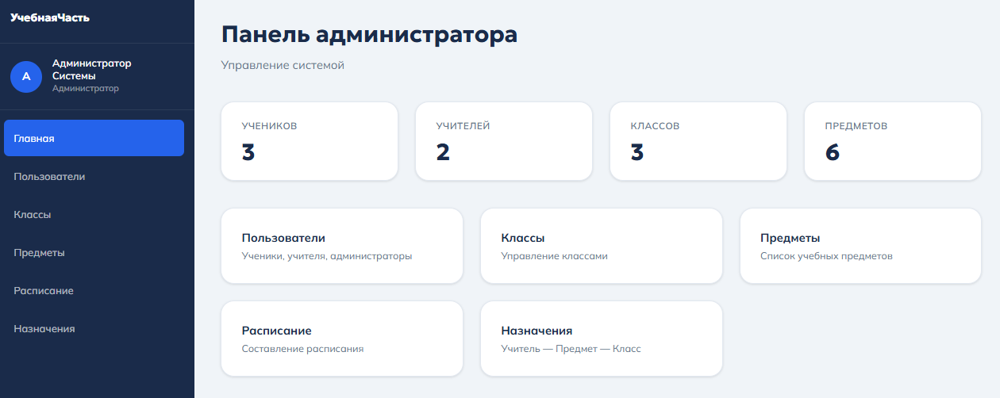 УчебнаяЧасть
А
Администратор
Системы
Администратор
Главная
Пользователи
Классы
Предметы
Расписание
Назначения
Панель администратора
Управление системой
УЧЕНИКОВ
3
УЧИТЕЛЕЙ
2
КЛАССОВ
3
ПРЕДМЕТОВ
6
Пользователи
Ученики, учителя, администраторы
Классы
Управление классами
Предметы
Список учебных предметов
Расписание
Составление расписания
Назначения
Учитель — Предмет — Класс